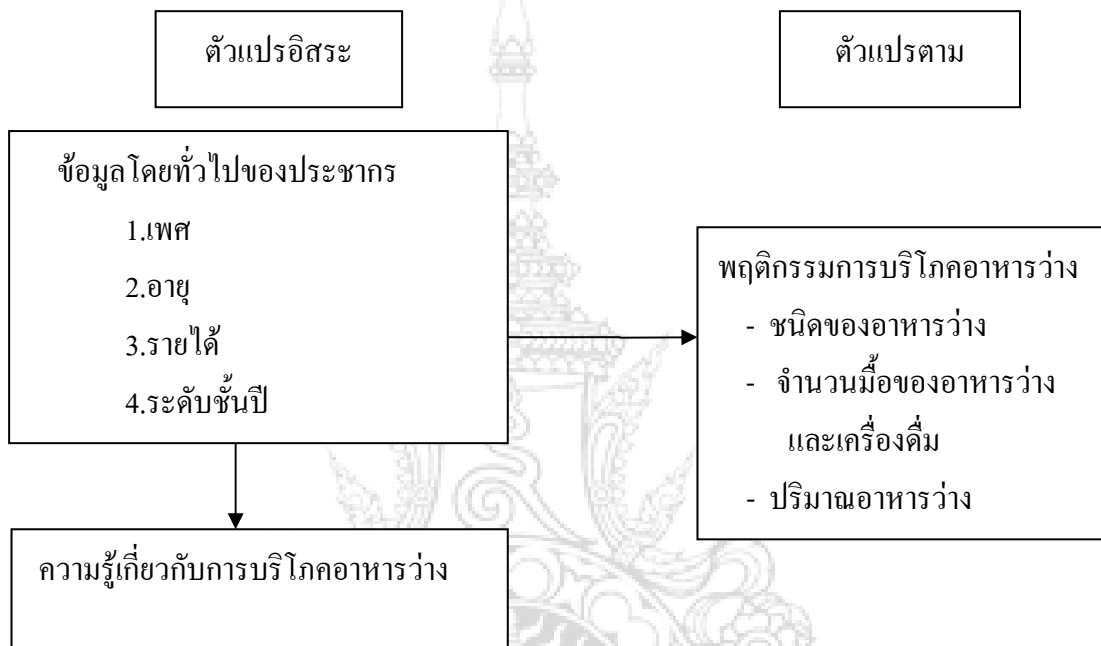 ตัวแปรอิสระ
ตัวแปรตาม
ข้อมูลโดยทั่วไปของประชากร
1.เพศ
2.อายุ
3.รายได้
4.ระดับชั้นปี
พฤติกรรมการบริโภคอาหารว่าง
- ชนิดของอาหารว่าง
- จำนวนมื้อของอาหารว่าง
และเครื่องดื่ม
- ปริมาณอาหารว่าง
ความรู้เกี่ยวกับการบริโภคอาหารว่าง